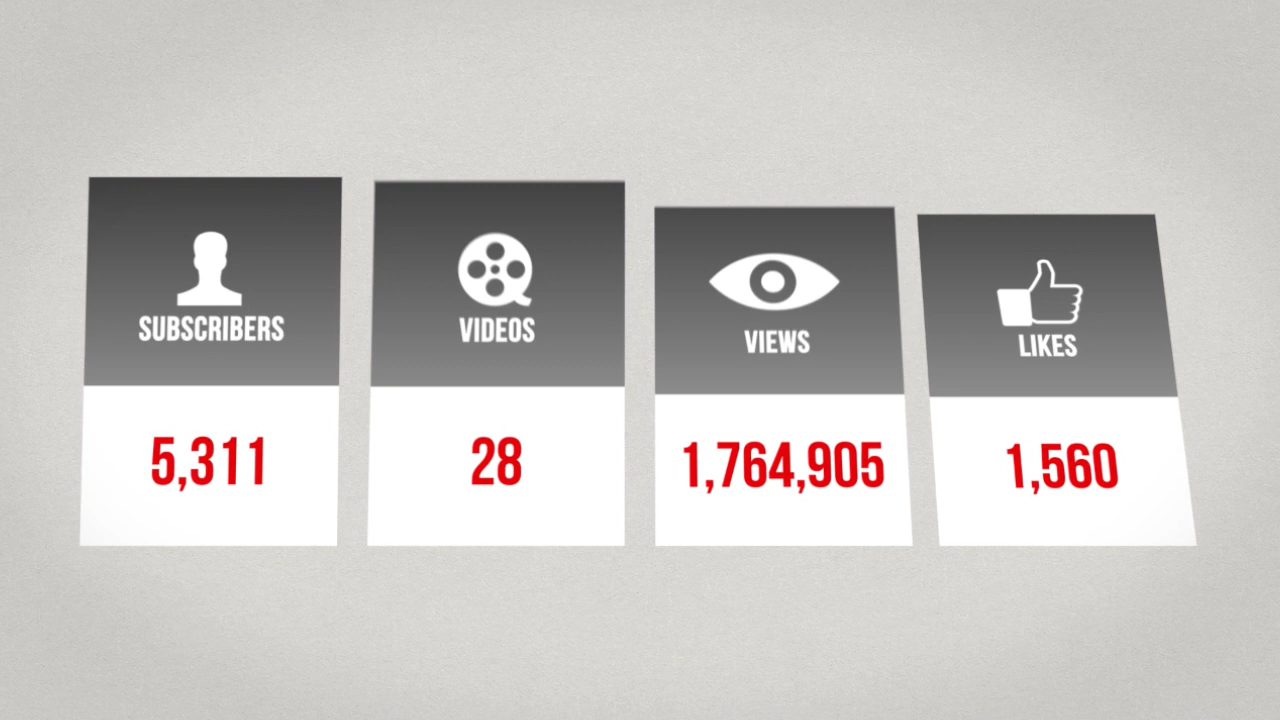 SUBSCRIBERS
5,311
VIDEOS
28
VIEWS
1,764,905
LIKES
1,560